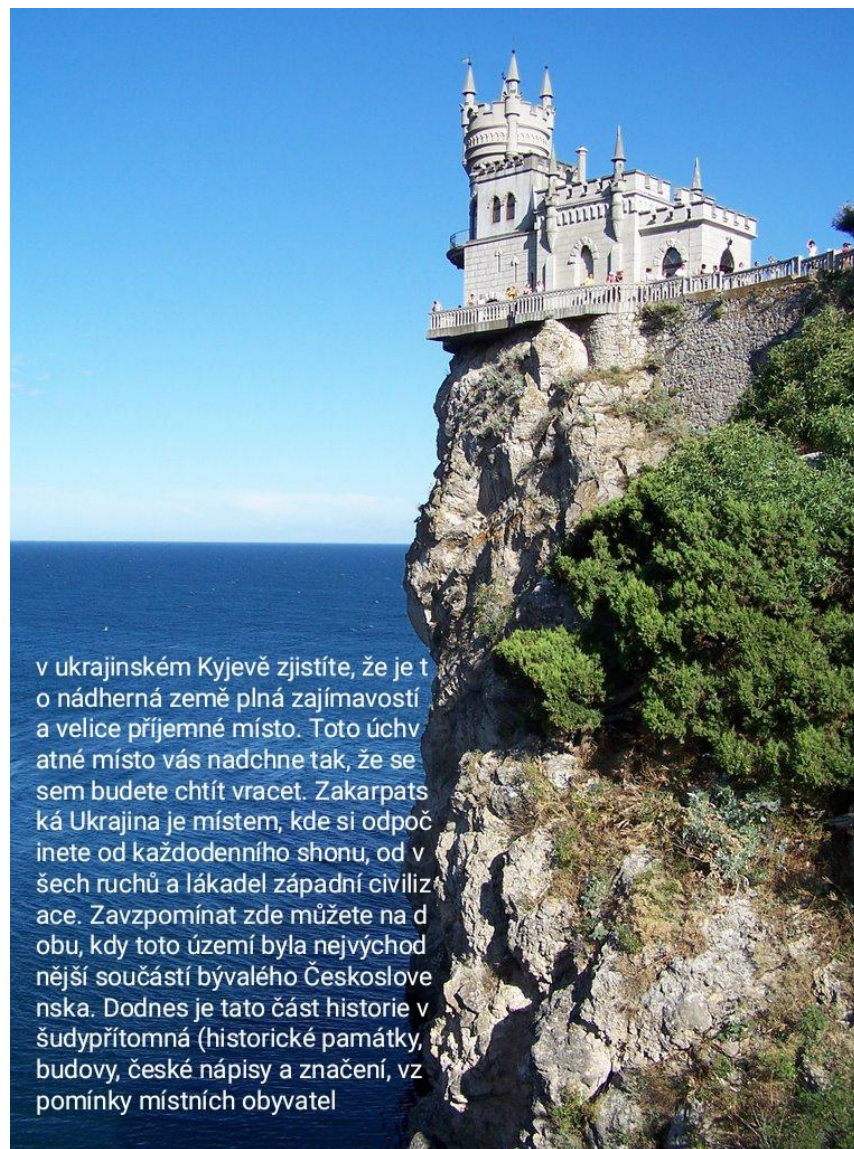 v ukrajinském Kyjevě zjistíte, že je t
o nádherná země plná zajímavostí
a velice příjemné místo. Toto úchv
atné místo vás nadchne tak, že se
sem budete chtít vracet. Zakarpats
ká Ukrajina je místem, kde si odpoč
inete od každodenního shonu, od v
šech ruchů a lákadel západní civiliz
ace. Zavzpomínat zde můžete na d
obu, kdy toto území byla nejvýchod
nější součástí bývalého Českoslove
nska. Dodnes je tato část historie v
šudypřítomná (historické památky,
budovy, české nápisy a značení, vz
pomínky místních obyvatel